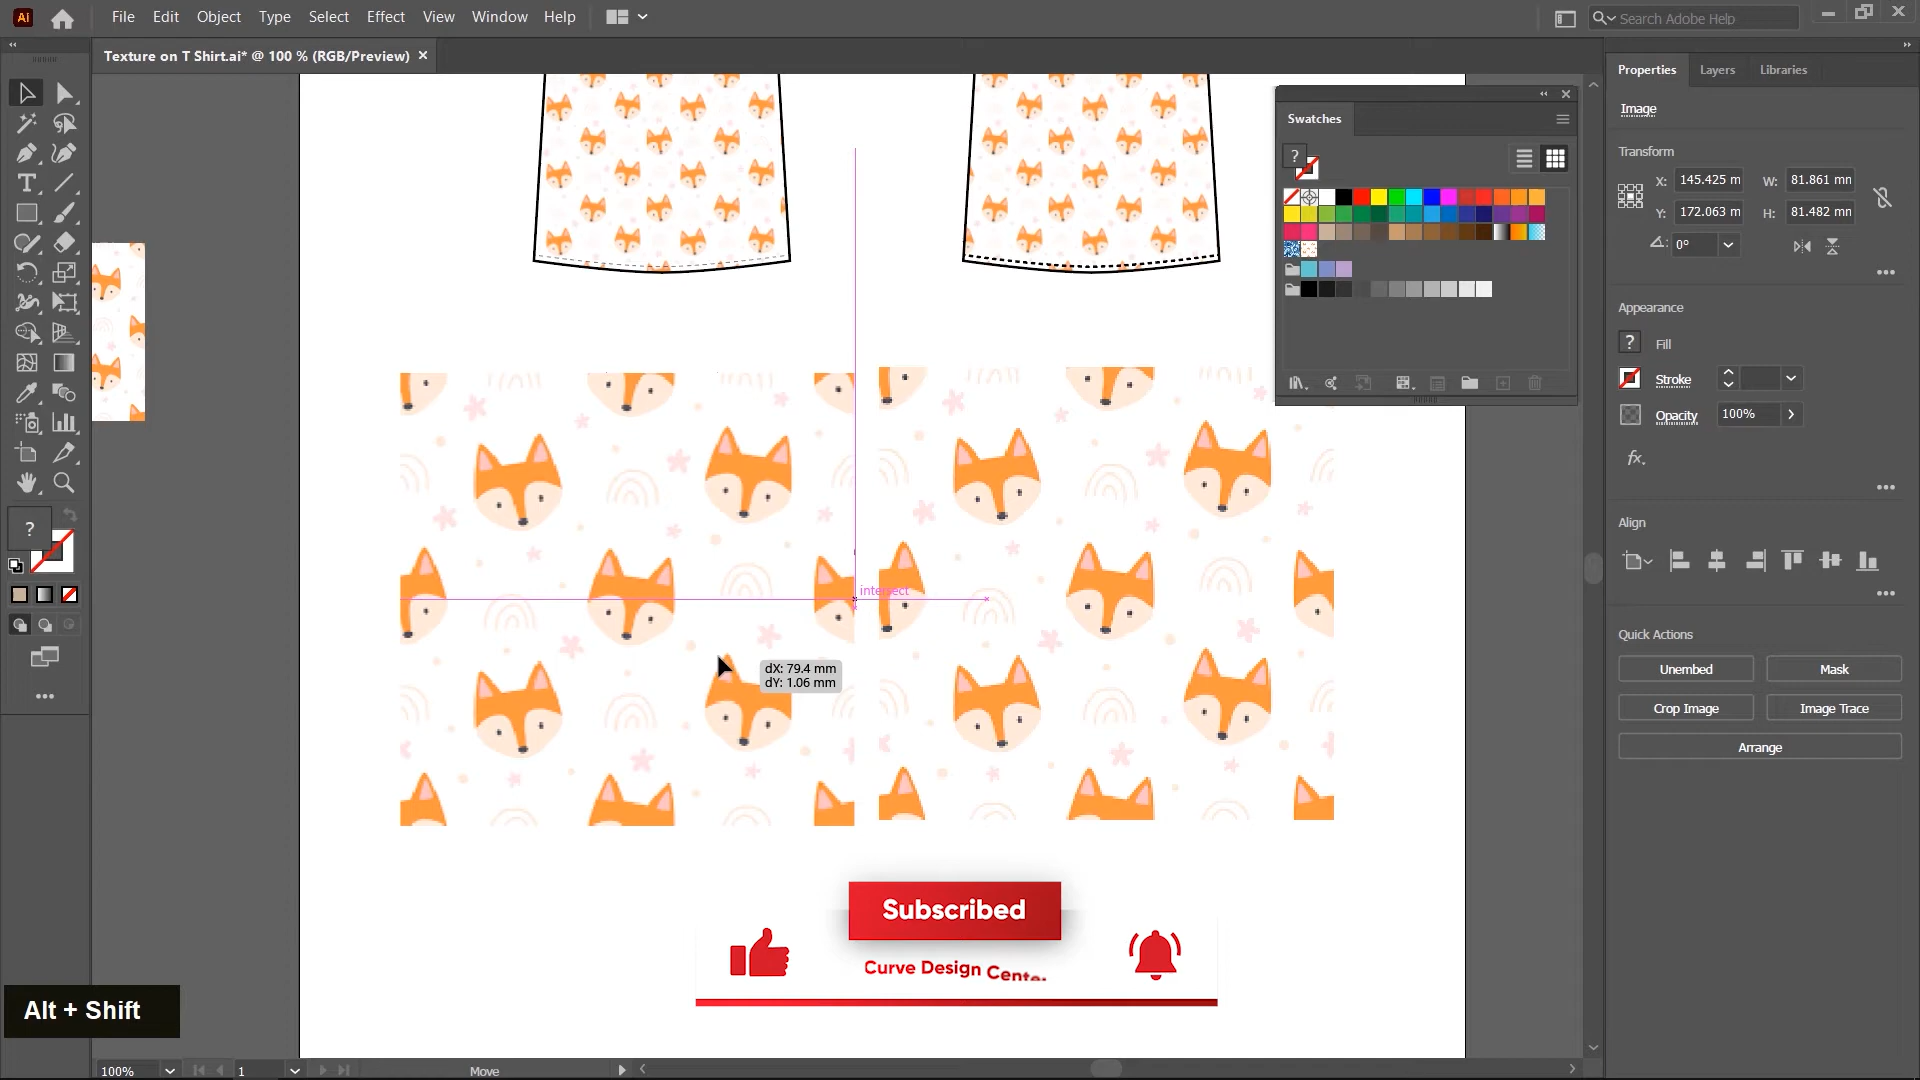 Ai File Edit Object Type Select Effect View Window Help Search Adobe Help
Texture on T Shirt.ai* @ 100 % (RGB/Preview)
Properties Layers Libraries
Image
Swatches
Transform
?
X: 145.425 m W: 81.861 mm
Y: 172.063 m H: 81.482 mm
0°
Appearance
? Fill
Stroke
Opacity 100%
fx
Align
?
intersect
dX: 79.4 mm
dY: 1.06 mm
Quick Actions
Unembed Mask
Crop Image Image Trace
Arrange
Subscribed
Curve Design Center
Alt + Shift
100% 1 Move